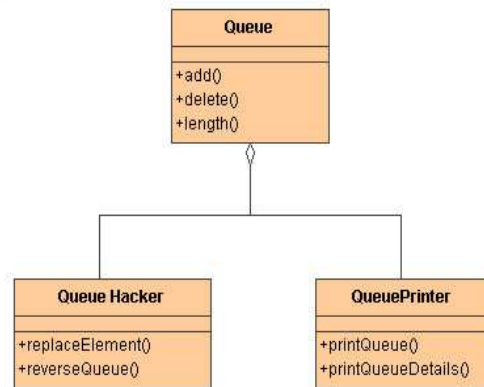 Queue
+add()
+delete()
+length()
Queue Hacker
+replaceElement()
+reverseQueue()
QueuePrinter
+printQueue()
+printQueueDetails()